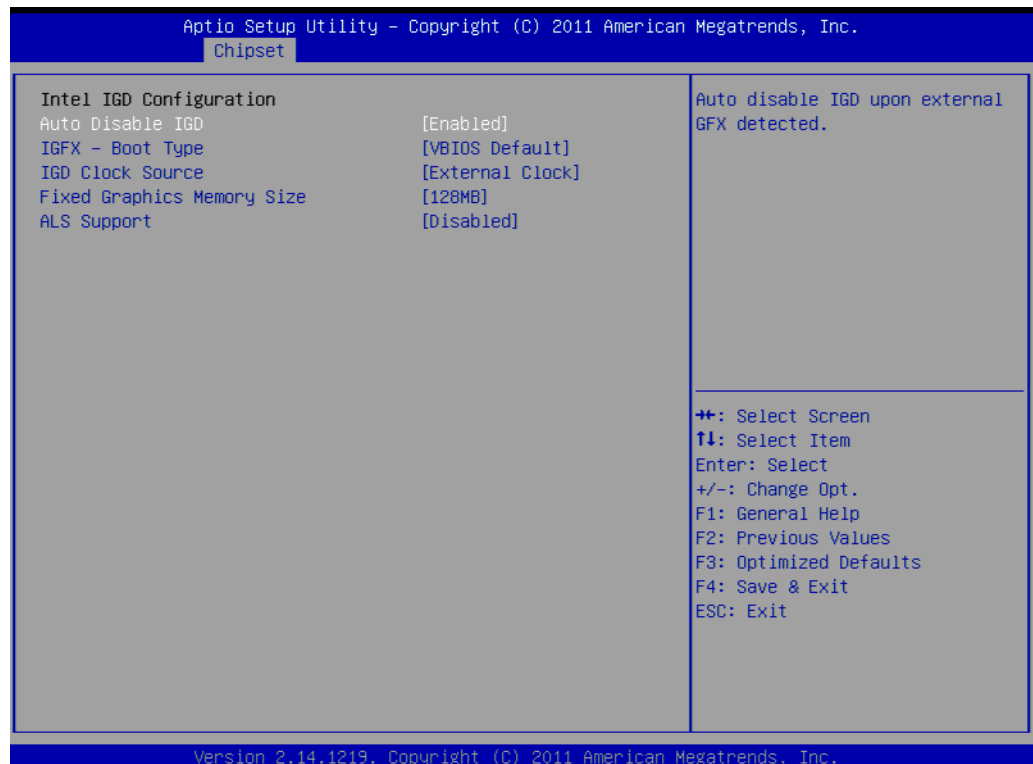 Aptio Setup Utility – Copyright (C) 2011 American Megatrends, Inc.
Chipset
Intel IGD Configuration
Auto Disable IGD [Enabled]
IGFX – Boot Type [VBIOS Default]
IGD Clock Source [External Clock]
Fixed Graphics Memory Size [128MB]
ALS Support [Disabled]
Auto disable IGD upon external
GFX detected.
→←: Select Screen
↑↓: Select Item
Enter: Select
+/-: Change Opt.
F1: General Help
F2: Previous Values
F3: Optimized Defaults
F4: Save & Exit
ESC: Exit
Version 2.14.1219. Copyright (C) 2011 American Megatrends, Inc.